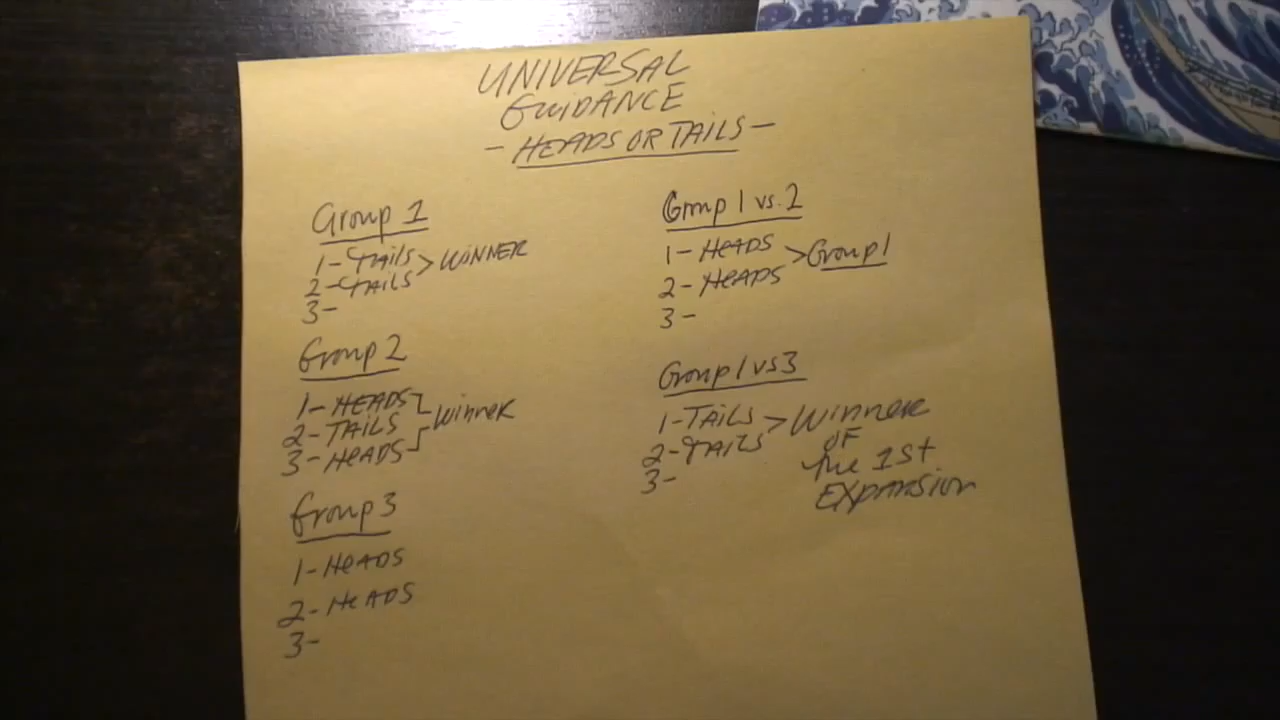 UNIVERSAL
GUIDANCE
- HEADS OR TAILS -
Group 1
1- TAILS
2- TAILS > WINNER
3-
Group 2
1- HEADS
2- TAILS
3- HEADS
Winner
Group 3
1- HEADS
2- HEADS
3-
Group 1 vs. 2
1- HEADS
2- HEADS > Group 1
3-
Group 1 vs 3
1- TAILS
2- TAILS > WINNER
OF
The 1st
EXPANSION
3-